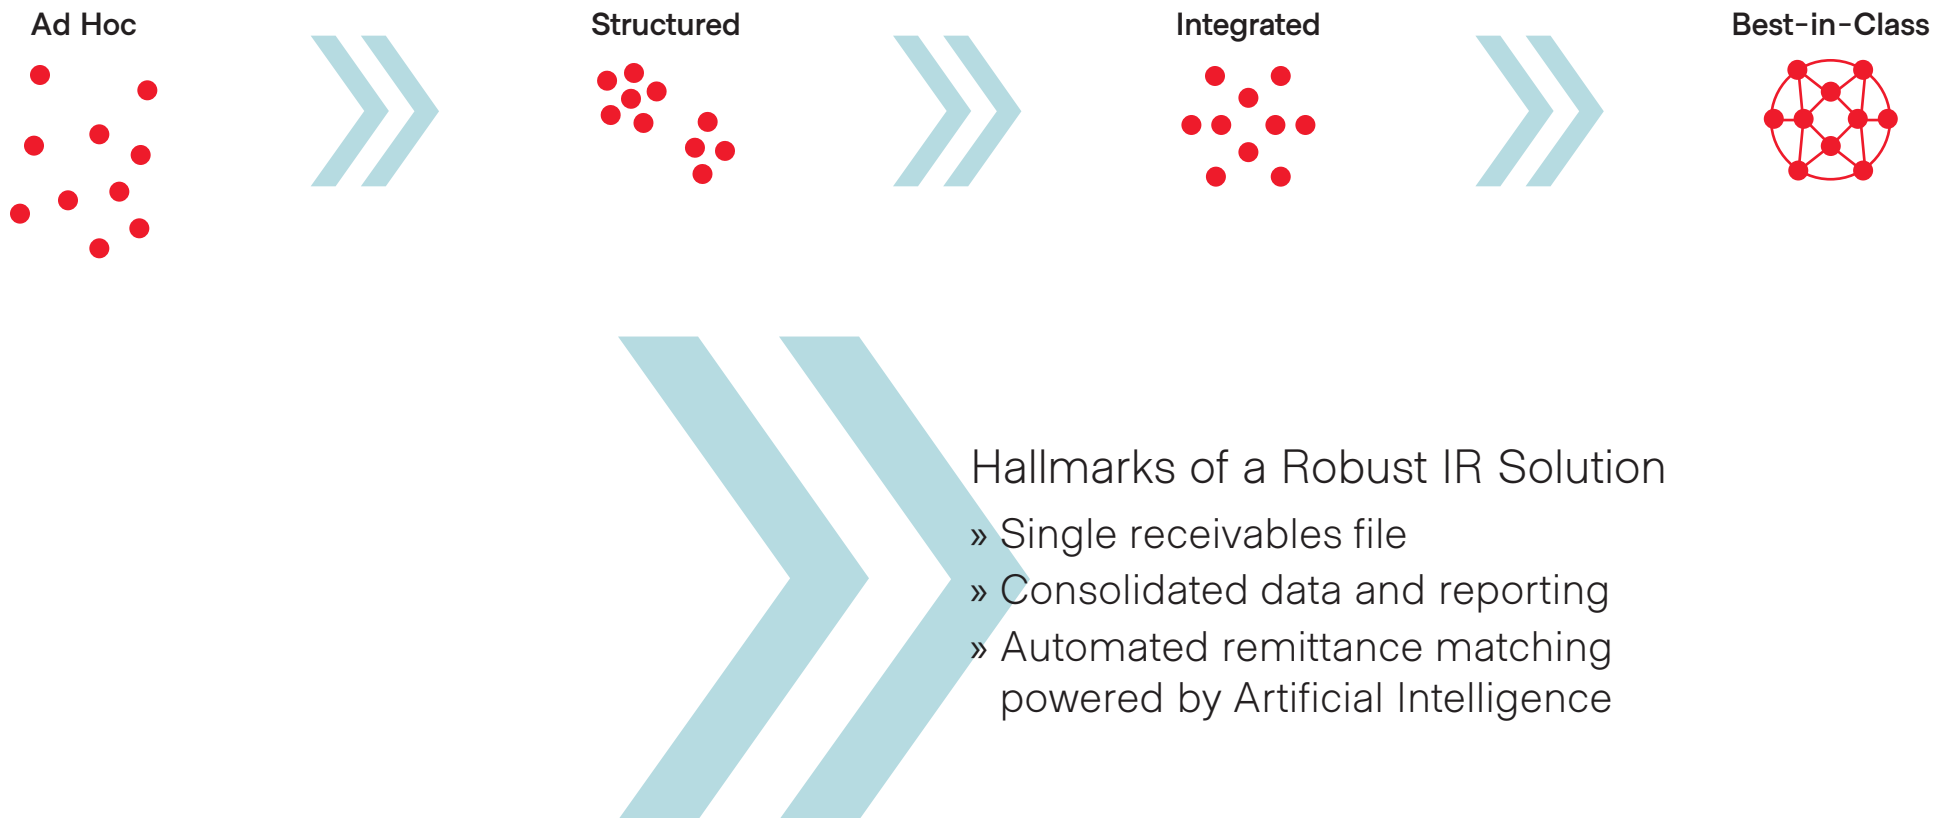 Ad Hoc
Structured
Integrated
Best-in-Class
Hallmarks of a Robust IR Solution
» Single receivables file
» Consolidated data and reporting
» Automated remittance matching
powered by Artificial Intelligence